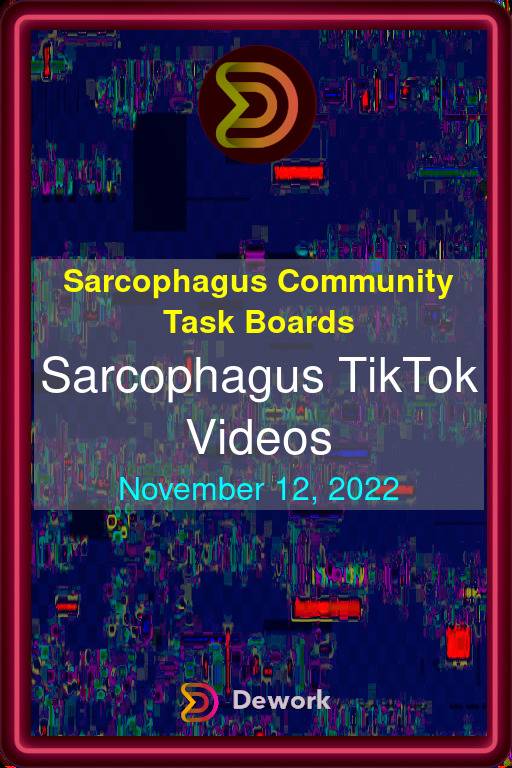 Sarcophagus Community
Task Boards
Sarcophagus TikTok
Videos
November 12, 2022
Dework